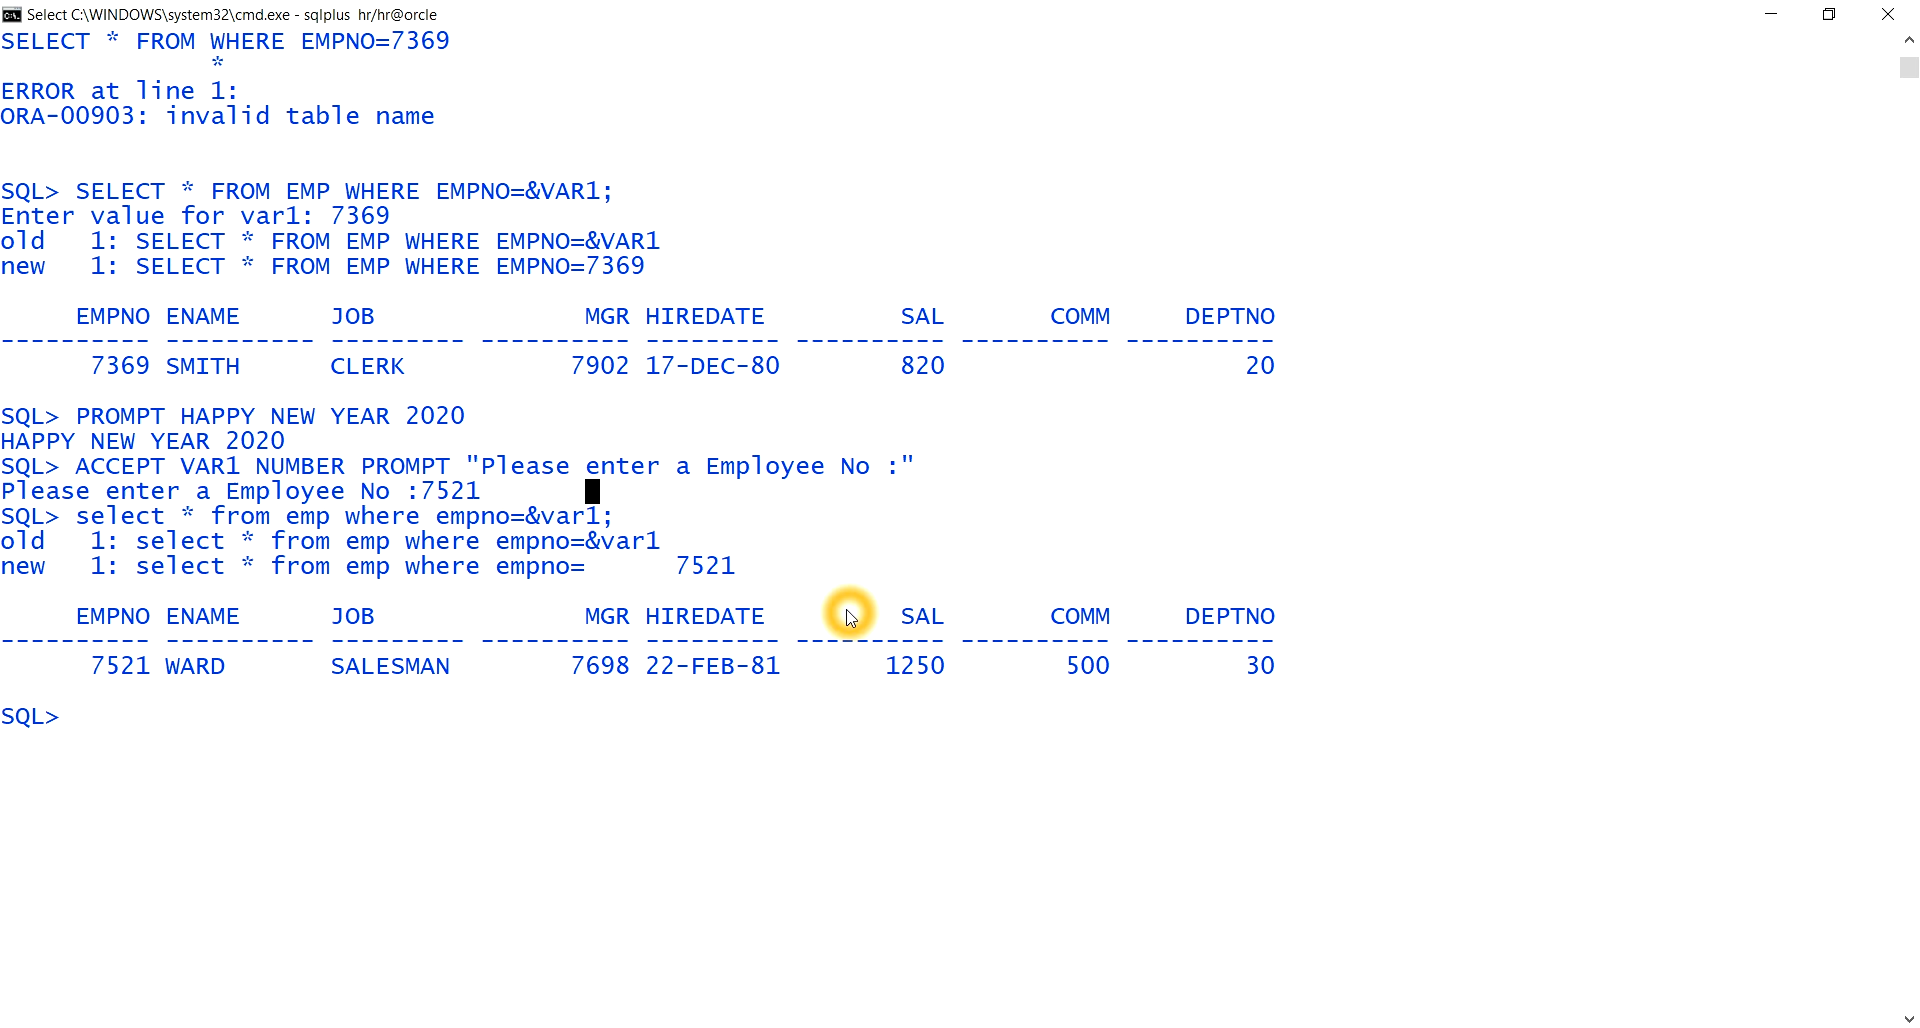 Select C:\WINDOWS\system32\cmd.exe - sqlplus  hr/hr@orcle
SELECT * FROM WHERE EMPNO=7369
              *
ERROR at line 1:
ORA-00903: invalid table name
SQL> SELECT * FROM EMP WHERE EMPNO=&VAR1;
Enter value for var1: 7369
old   1: SELECT * FROM EMP WHERE EMPNO=&VAR1
new   1: SELECT * FROM EMP WHERE EMPNO=7369
     EMPNO ENAME      JOB              MGR HIREDATE         SAL       COMM     DEPTNO
---------- ---------- --------- ---------- --------- ---------- ---------- ----------
      7369 SMITH      CLERK           7902 17-DEC-80        820                    20
SQL> PROMPT HAPPY NEW YEAR 2020
HAPPY NEW YEAR 2020
SQL> ACCEPT VAR1 NUMBER PROMPT "Please enter a Employee No :"
Please enter a Employee No :7521
SQL> select * from emp where empno=&var1;
old   1: select * from emp where empno=&var1
new   1: select * from emp where empno=      7521
     EMPNO ENAME      JOB              MGR HIREDATE         SAL       COMM     DEPTNO
---------- ---------- --------- ---------- --------- ---------- ---------- ----------
      7521 WARD       SALESMAN        7698 22-FEB-81       1250        500         30
SQL>